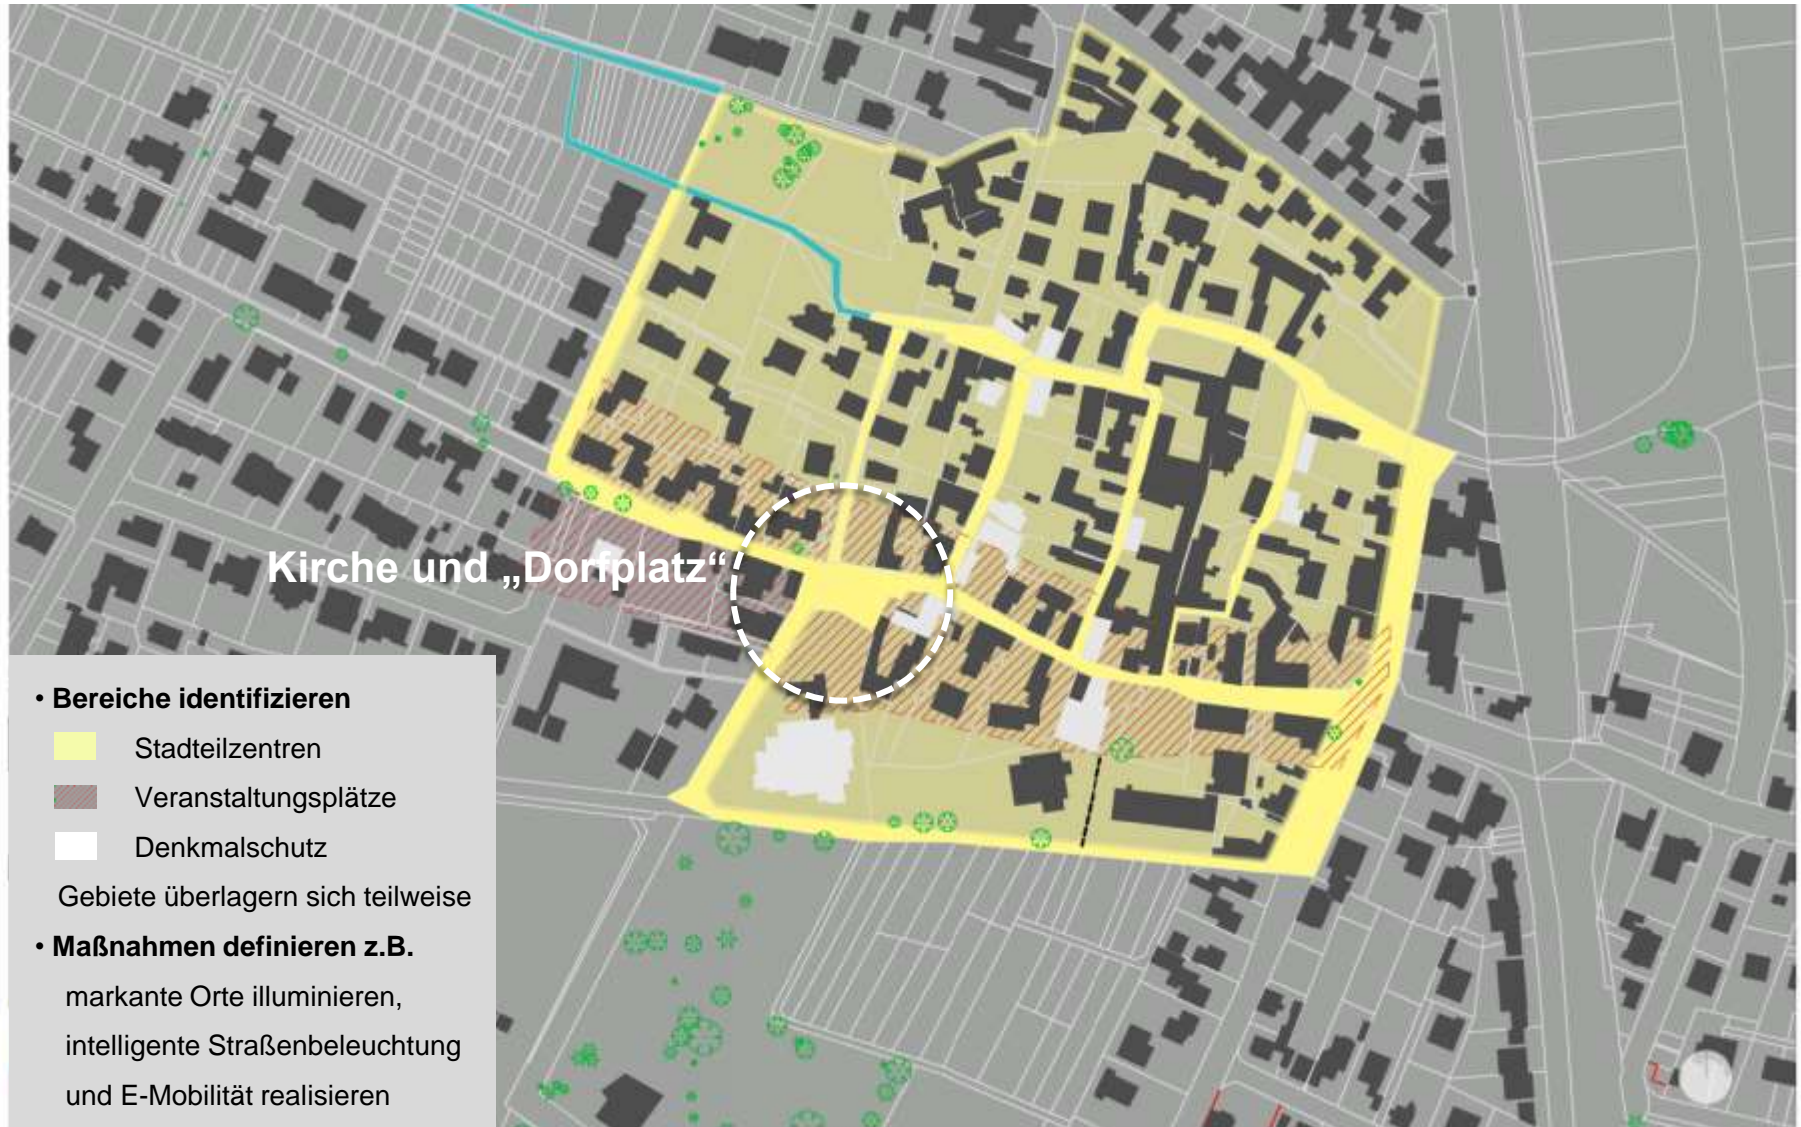 Kirche und „Dorfplatz“
• Bereiche identifizieren
Stadteilzentren
Veranstaltungsplätze
Denkmalschutz
Gebiete überlagern sich teilweise
• Maßnahmen definieren z.B.
markante Orte illuminieren,
intelligente Straßenbeleuchtung
und E-Mobilität realisieren